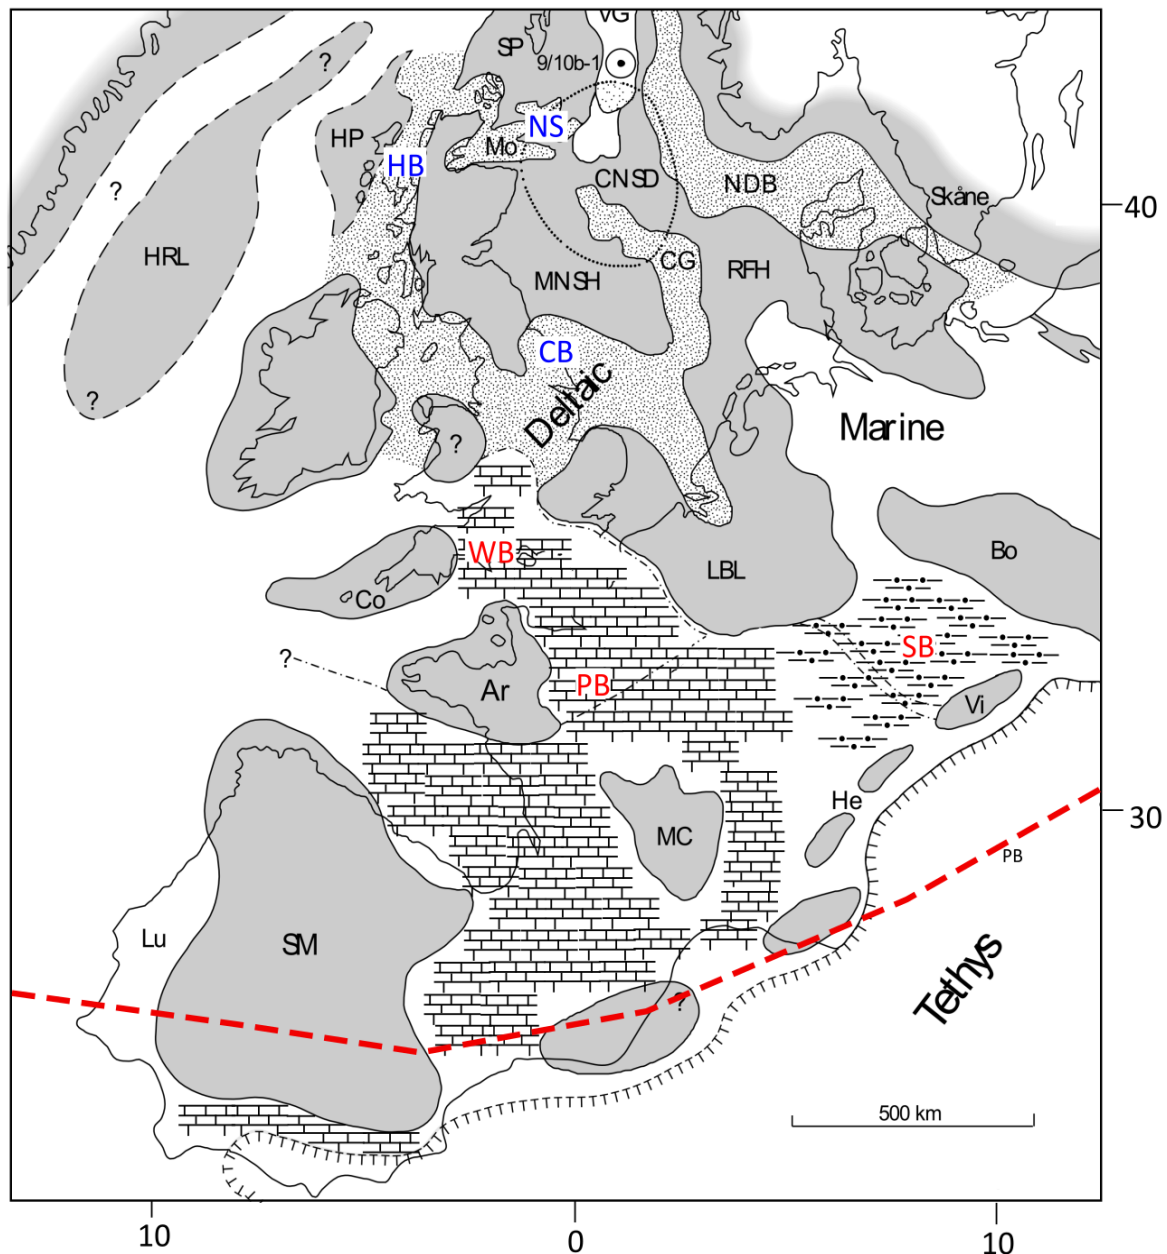 VG
SP
9/10b-1
?
NS
HP
Mo
HB
CNSD
NDB
?
Skåne
40
HRL
CG
RFH
MNSH
CB
Deltaic
?
Marine
?
WB
Bo
LBL
Co
SB
?
Ar
PB
Vi
He
30
MC
PB
Lu
SM
Tethys
?
500 km
10
0
10